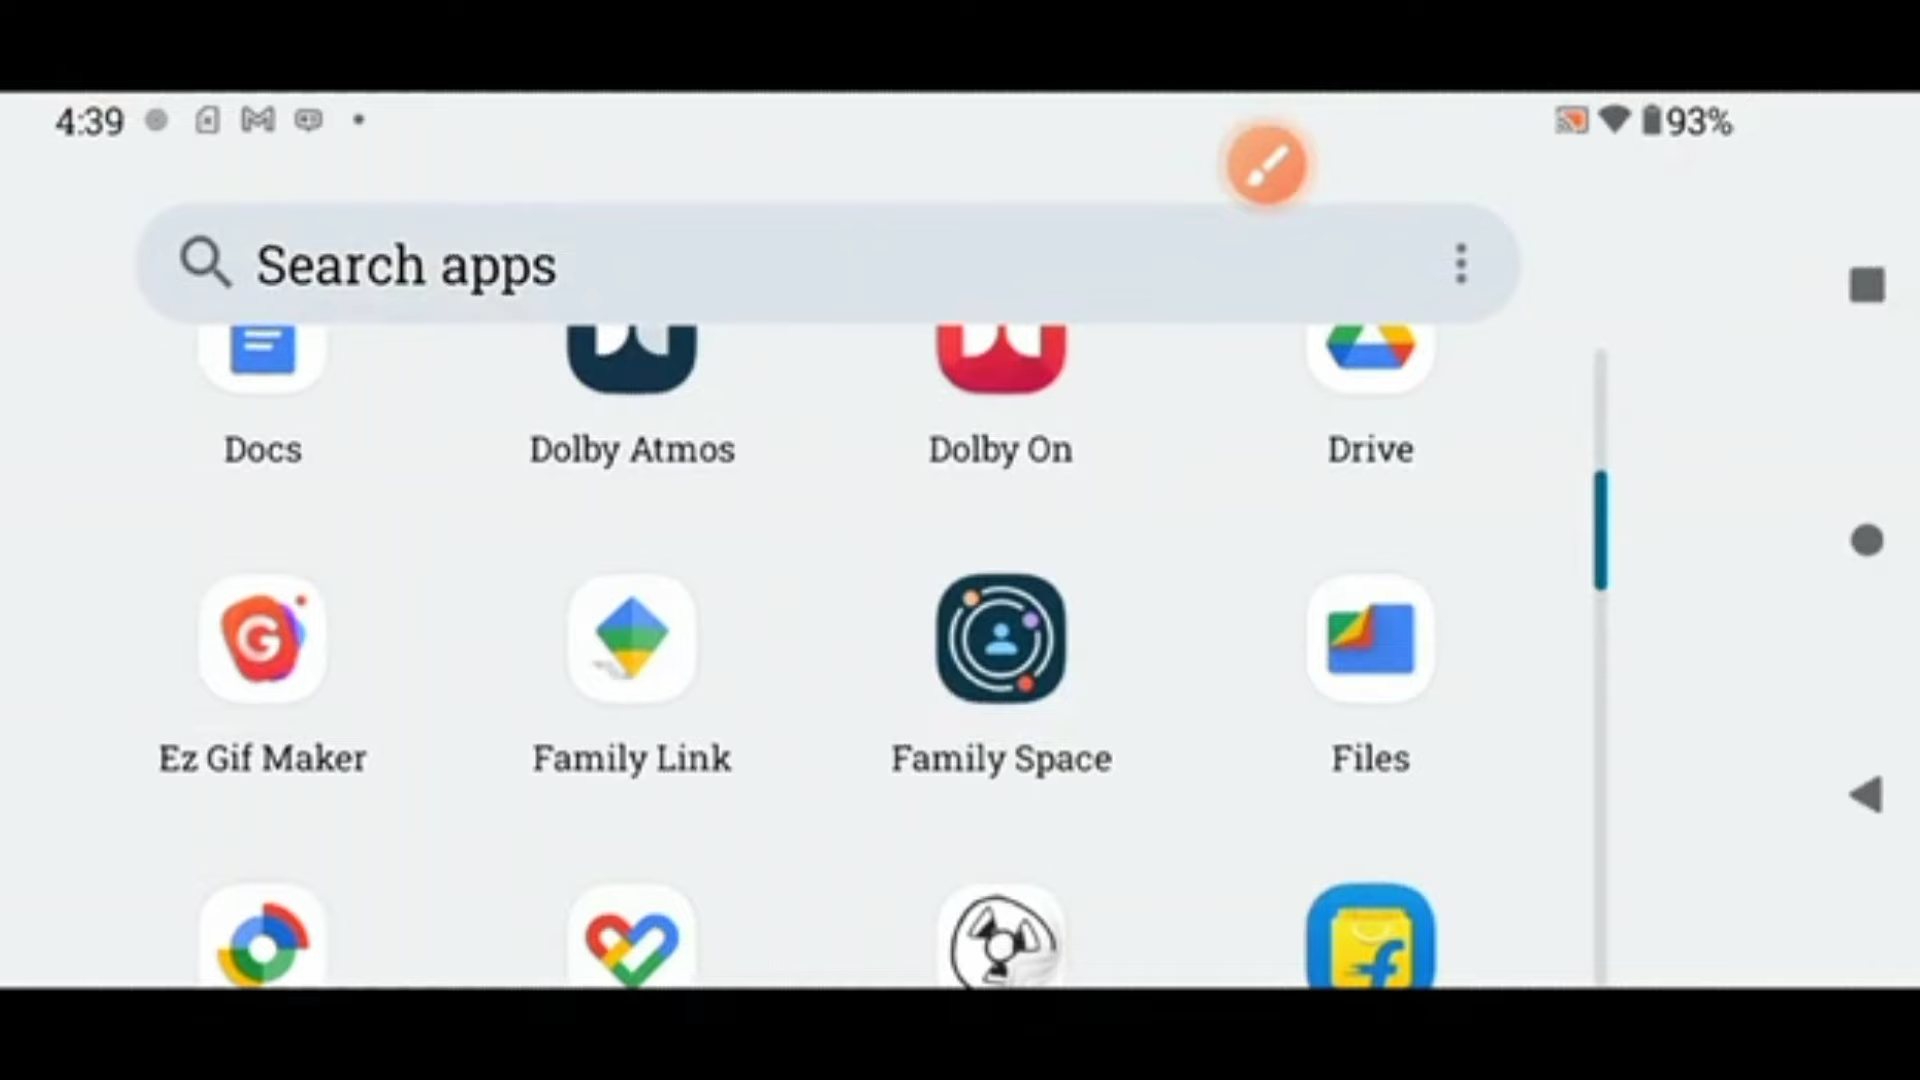 4:39
93%
Search apps
Docs
Dolby Atmos
Dolby On
Drive
Ez Gif Maker
Family Link
Family Space
Files